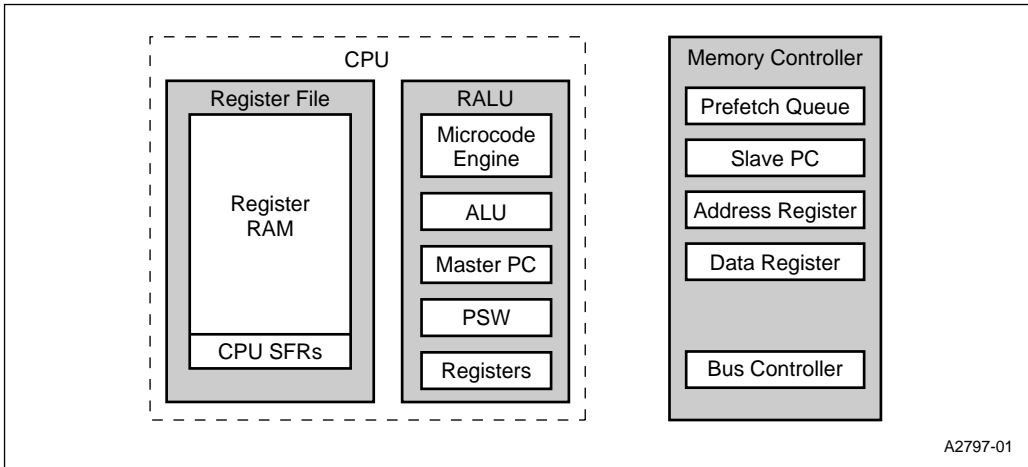 CPU
Register File
Register
RAM
CPU SFRs
RALU
Microcode
Engine
ALU
Master PC
PSW
Registers
Memory Controller
Prefetch Queue
Slave PC
Address Register
Data Register
Bus Controller
A2797-01